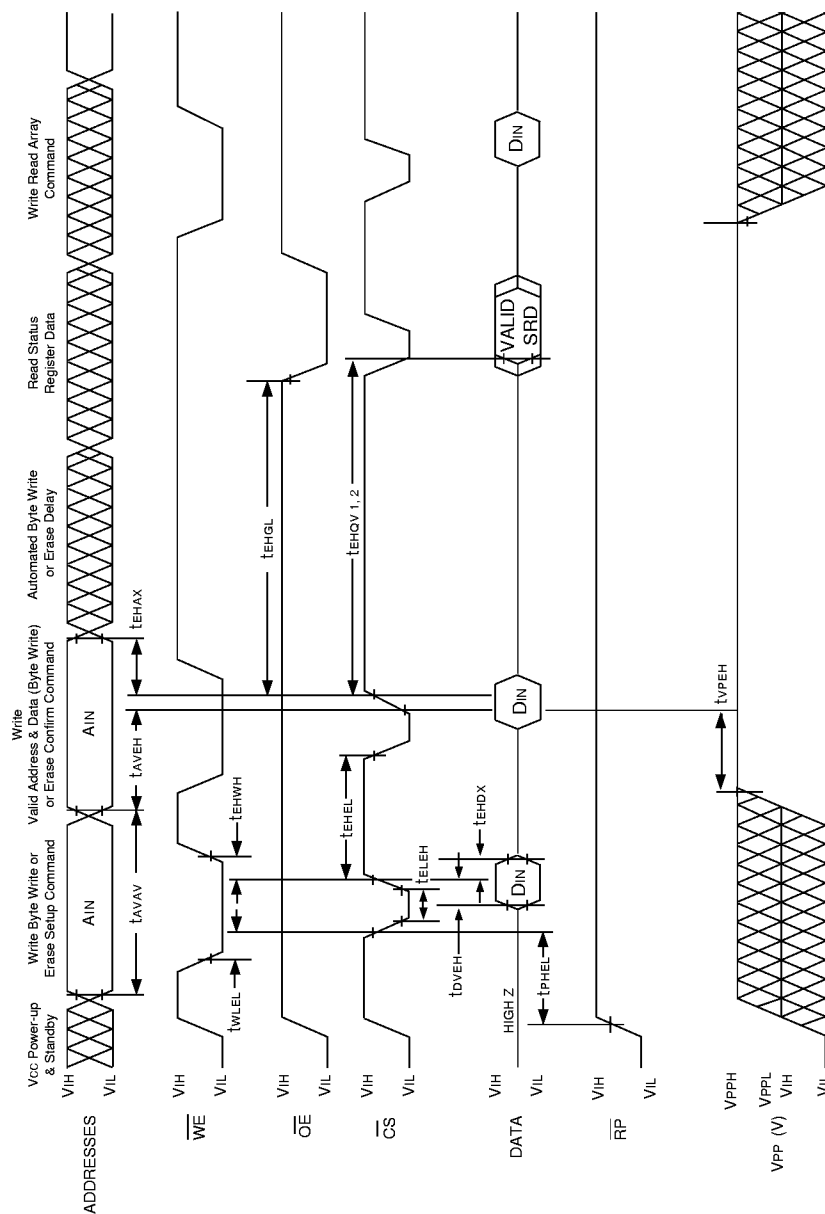 Vcc Power-up
& Standby
Write Byte Write or
Erase Setup Command
Write
Valid Address & Data (Byte Write)
or Erase Confirm Command
Automated Byte Write
or Erase Delay
Read Status
Register Data
Write Read Array
Command
ADDRESSES
VIH
VIL
AIN
AIN
tAVAV
tAVEH
tEHAX
WE
VIH
VIL
tWLEL
tEHWH
OE
VIH
VIL
tEHGL
CS
VIH
VIL
tEHEL
tEHQV 1, 2
tELEH
tEHDX
DATA
VIH
VIL
HIGH Z
tDVEH
DIN
DIN
VALID
SRD
DIN
tPHEL
RP
VIH
VIL
tVPEH
VPP (V)
VPPH
VPPL
VIH
VIL